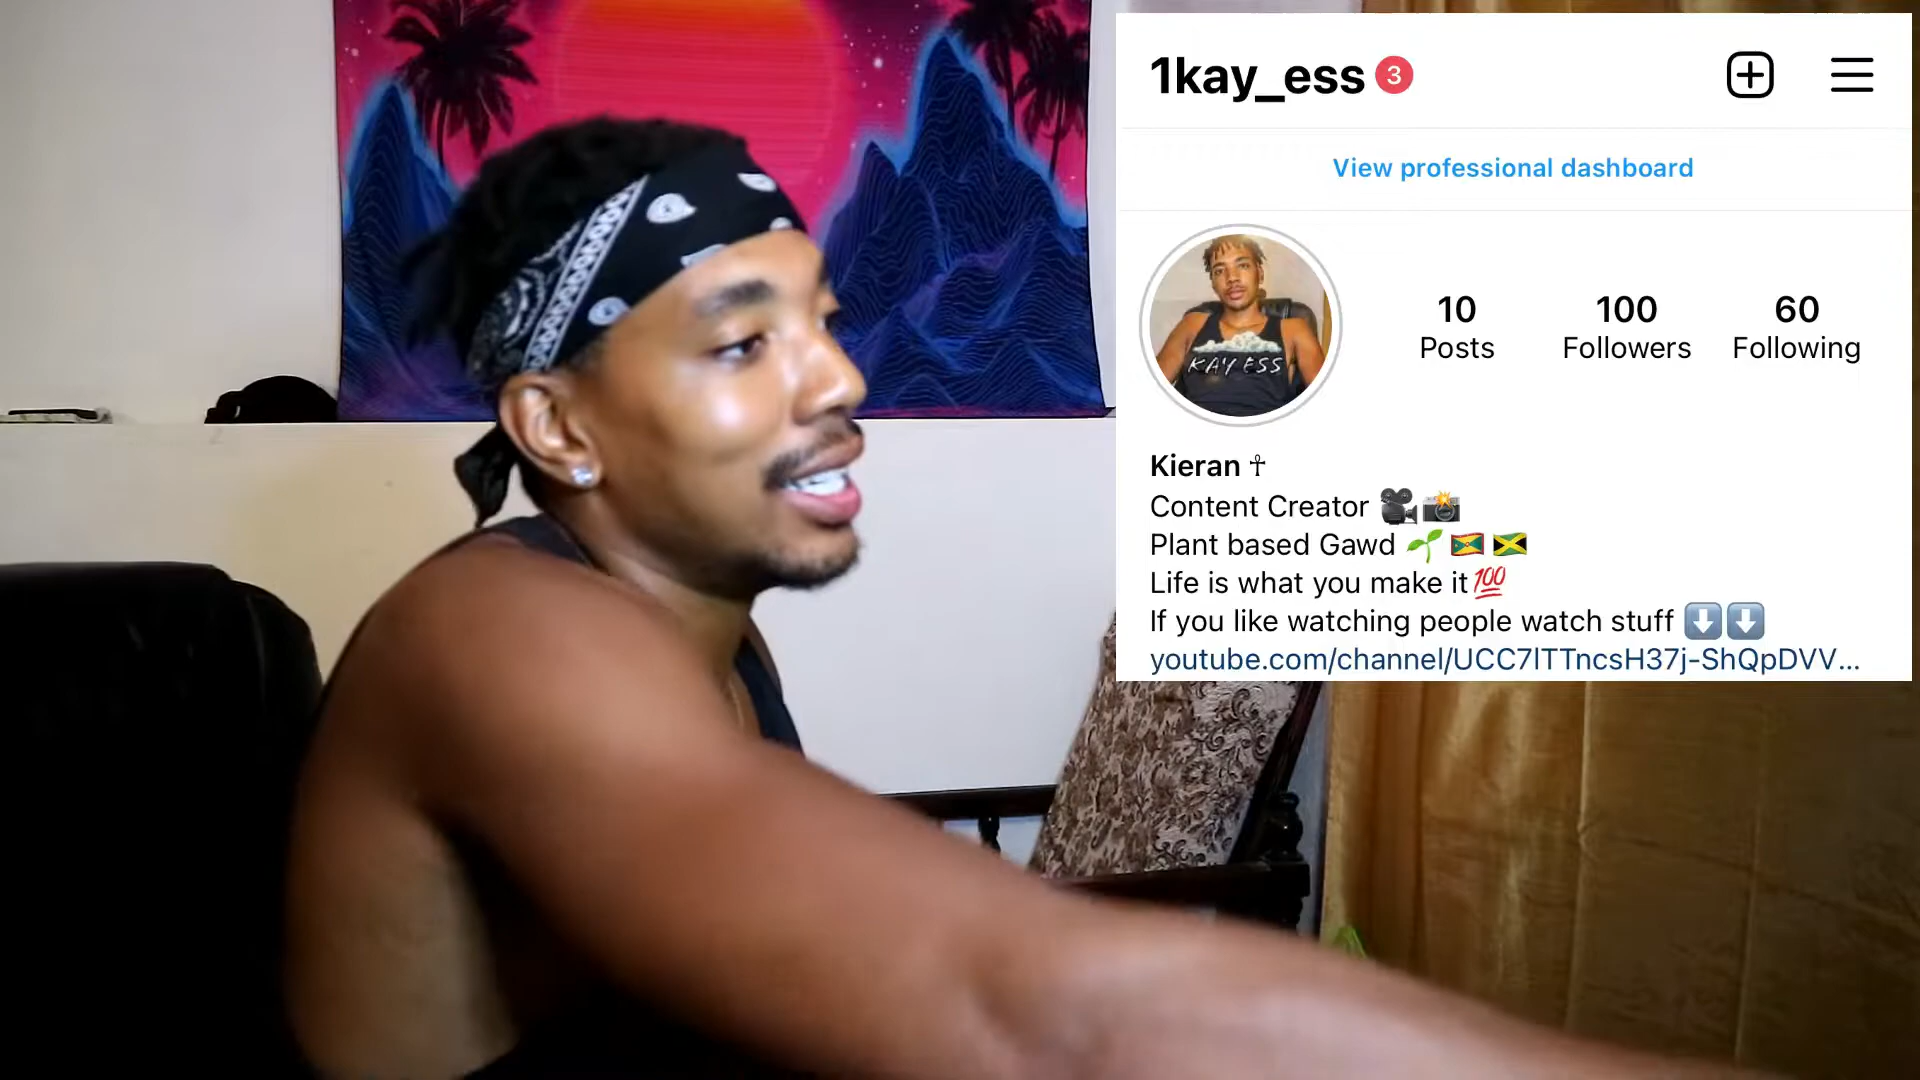 1kay_ess 3
View professional dashboard
KAY ESS
10 100 60
Posts Followers Following
Kieran ☥
Content Creator 🎥📸
Plant based Gawd 🌱 🇬🇩 🇯🇲
Life is what you make it💯
If you like watching people watch stuff ⬇️⬇️
youtube.com/channel/UCC7lTTncsH37j-ShQpDVV...